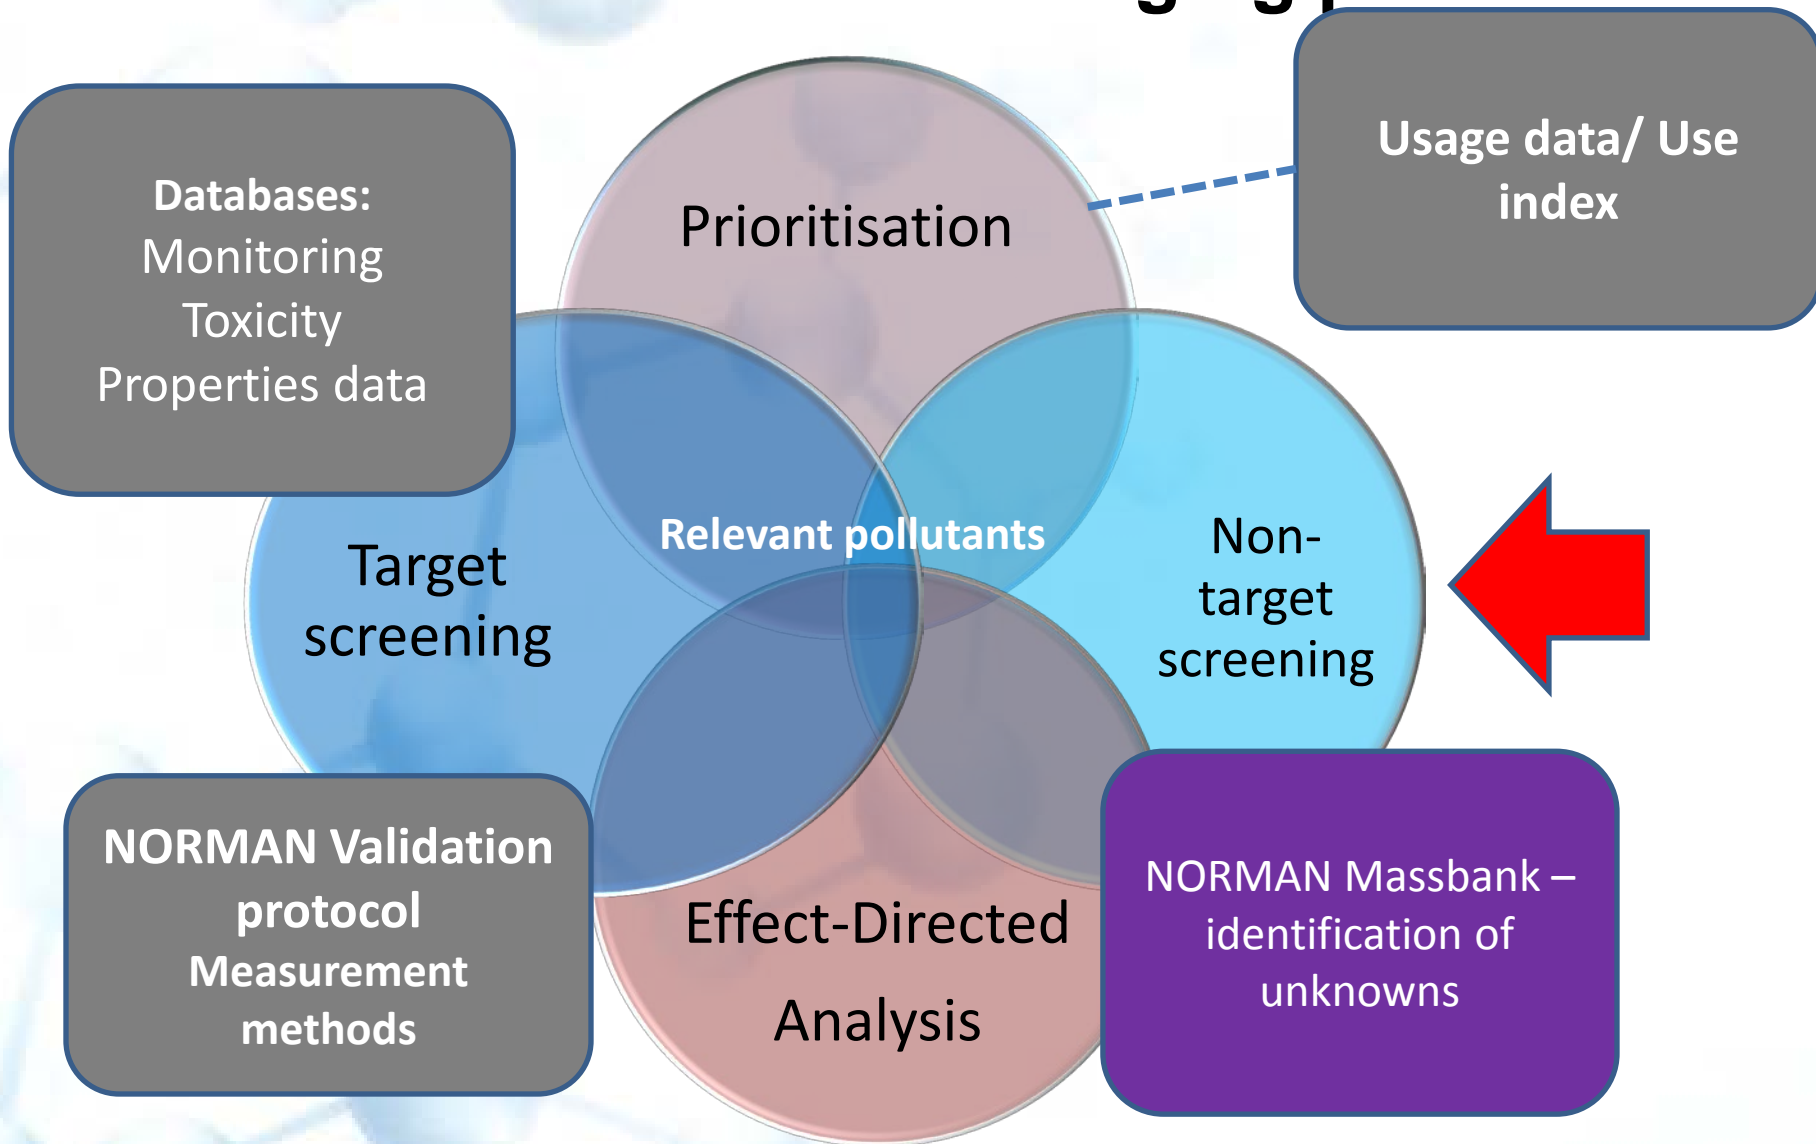 Usage data/ Use
index
Databases:
Monitoring
Toxicity
Properties data
Prioritisation
Relevant pollutants
Target
screening
Non-
target
screening
NORMAN Validation
protocol
Measurement
methods
Effect-Directed
Analysis
NORMAN Massbank –
identification of
unknowns